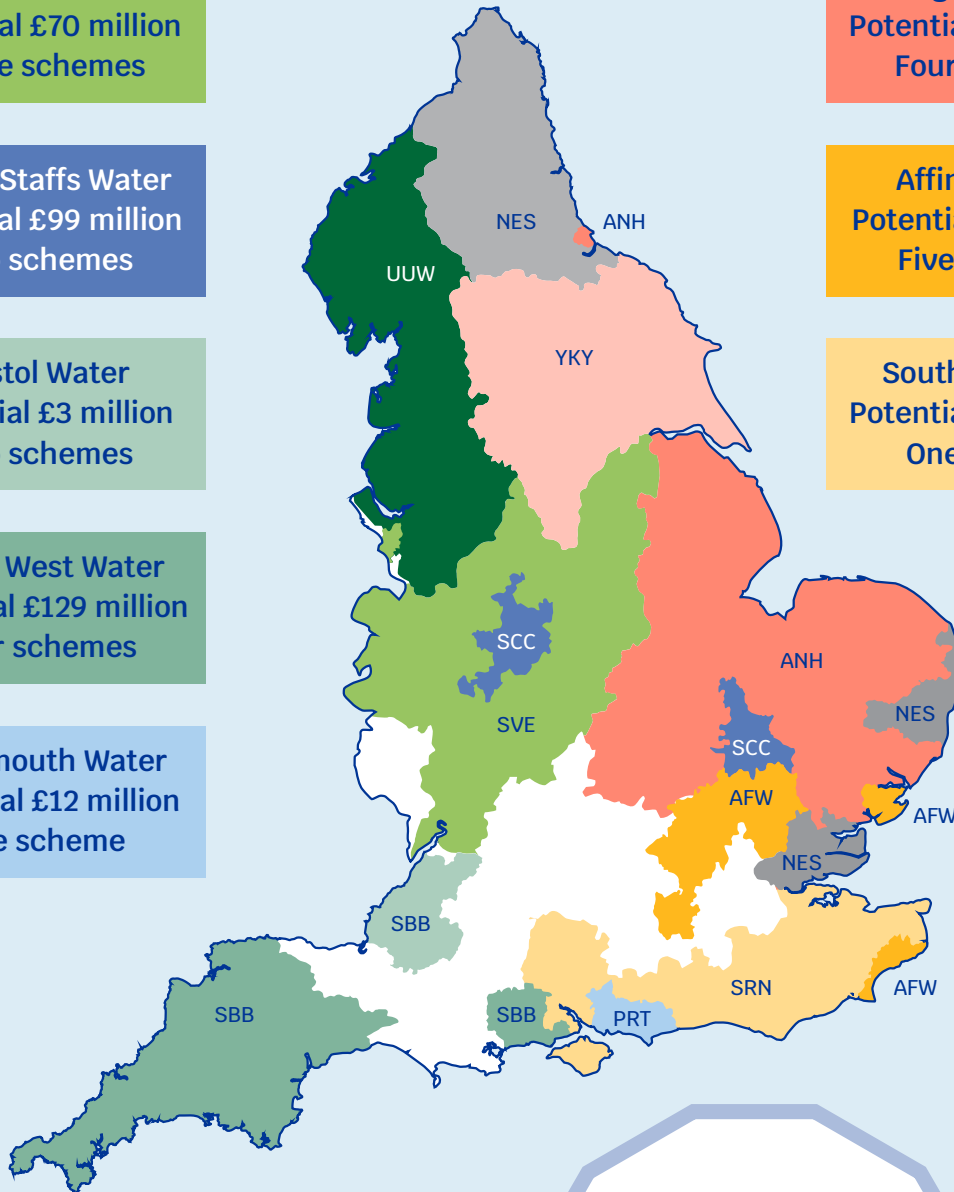 al £70 million
e schemes
Staffs Water
al £99 million
schemes
stol Water
ial £3 million
schemes
West Water
al £129 million
r schemes
mouth Water
al £12 million
e scheme
Potentia
Four
Affin
Potentia
Five
South
Potentia
One
NES
ANH
UUW
YKY
SCC
ANH
SVE
NES
SCC
AFW
AFW
NES
SBB
SRN
AFW
SBB
SBB
PRT